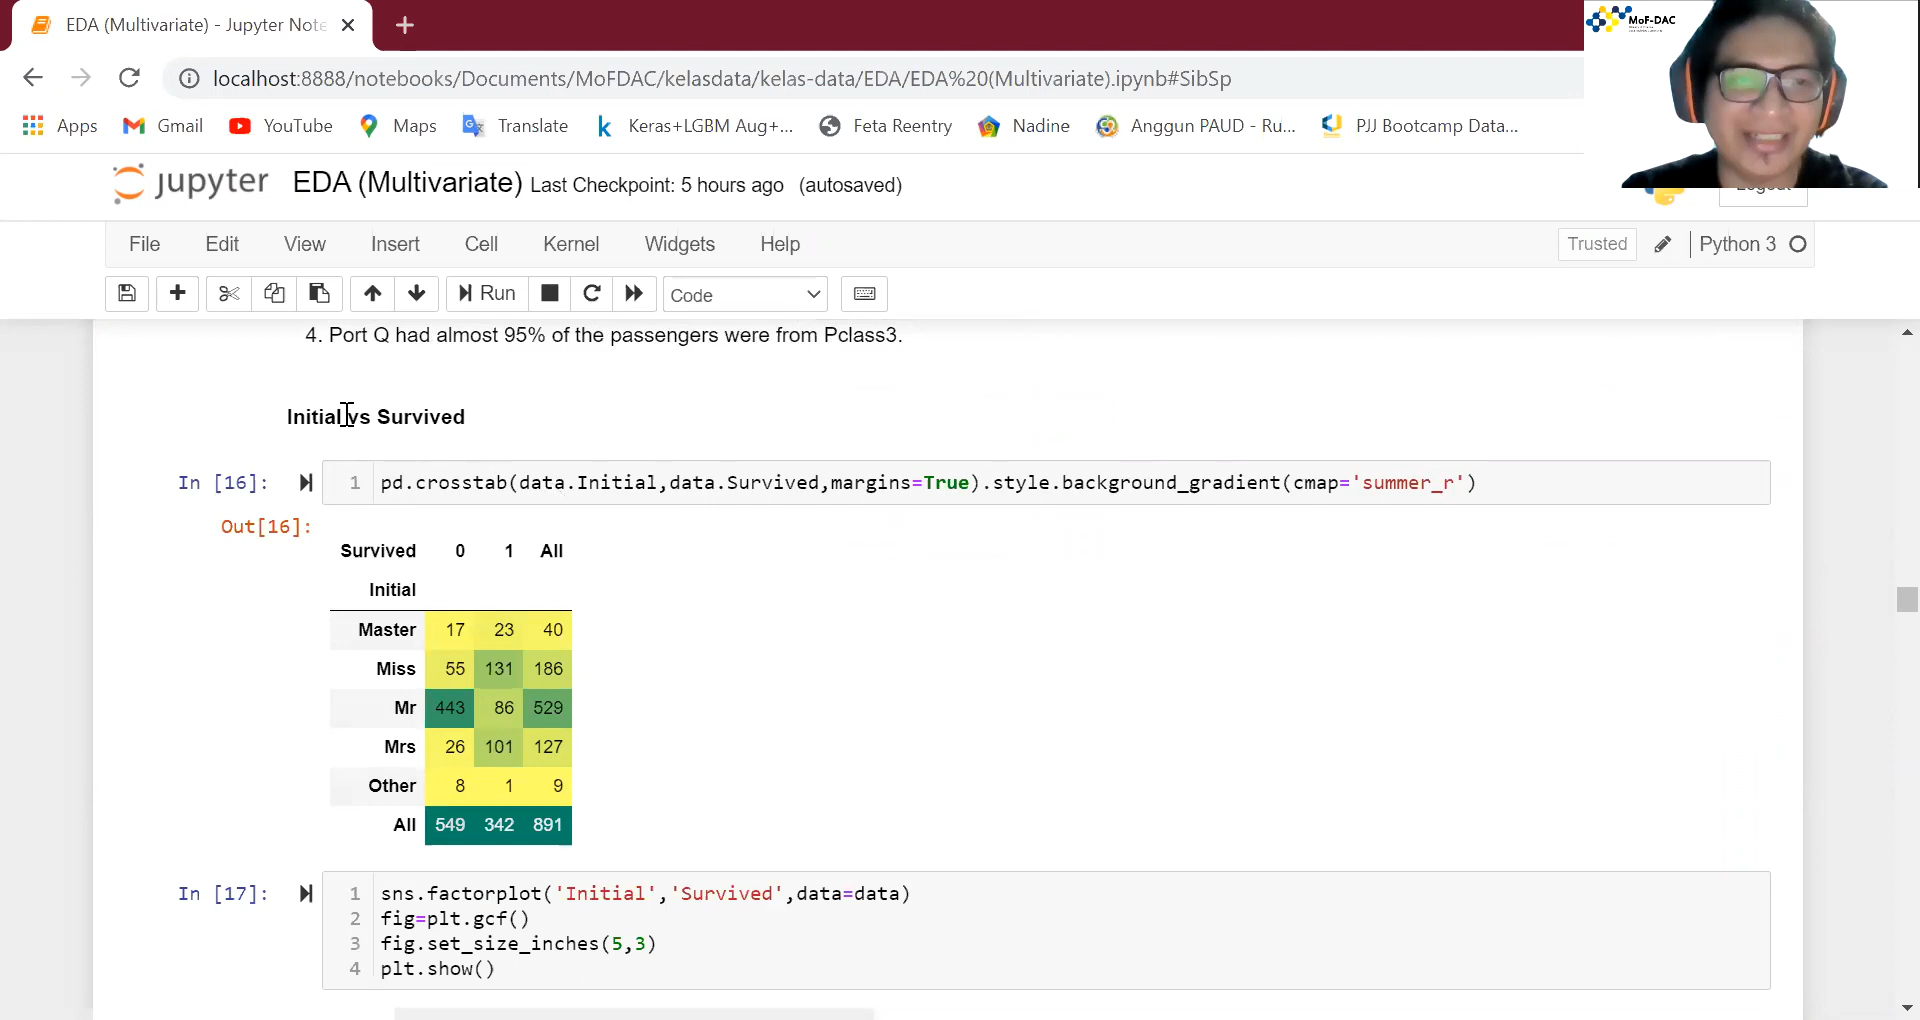 EDA (Multivariate) - Jupyter Note
MoF-DAC
localhost:8888/notebooks/Documents/MoFDAC/kelasdata/kelas-data/EDA/EDA%20(Multivariate).ipynb#SibSp
Apps Gmail YouTube Maps Translate Keras+LGBM Aug+... Feta Reentry Nadine Anggun PAUD - Ru... PJJ Bootcamp Data...
jupyter EDA (Multivariate) Last Checkpoint: 5 hours ago (autosaved)
Logout
File Edit View Insert Cell Kernel Widgets Help Trusted Python 3
Run Code
4. Port Q had almost 95% of the passengers were from Pclass3.
Initial vs Survived
In [16]: 1 pd.crosstab(data.Initial,data.Survived,margins=True).style.background_gradient(cmap='summer_r')
Out[16]:
Survived 0 1 All
Initial
Master 17 23 40
Miss 55 131 186
Mr 443 86 529
Mrs 26 101 127
Other 8 1 9
All 549 342 891
In [17]: 1 sns.factorplot('Initial','Survived',data=data)
2 fig=plt.gcf()
3 fig.set_size_inches(5,3)
4 plt.show()